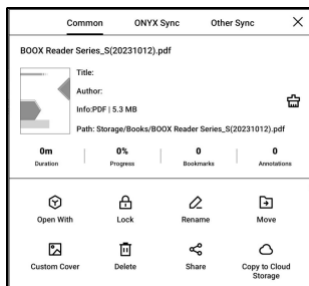 Common ONYX Sync Other Sync
BOOX Reader Series_S(20231012).pdf
Title:
Author:
Info:PDF | 5.3 MB
Path: Storage/Books/BOOX Reader Series_S(20231012).pdf
0m 0% 0 0
Duration Progress Bookmarks Annotations
Open With Lock Rename Move
Custom Cover Delete Share Copy to Cloud
Storage